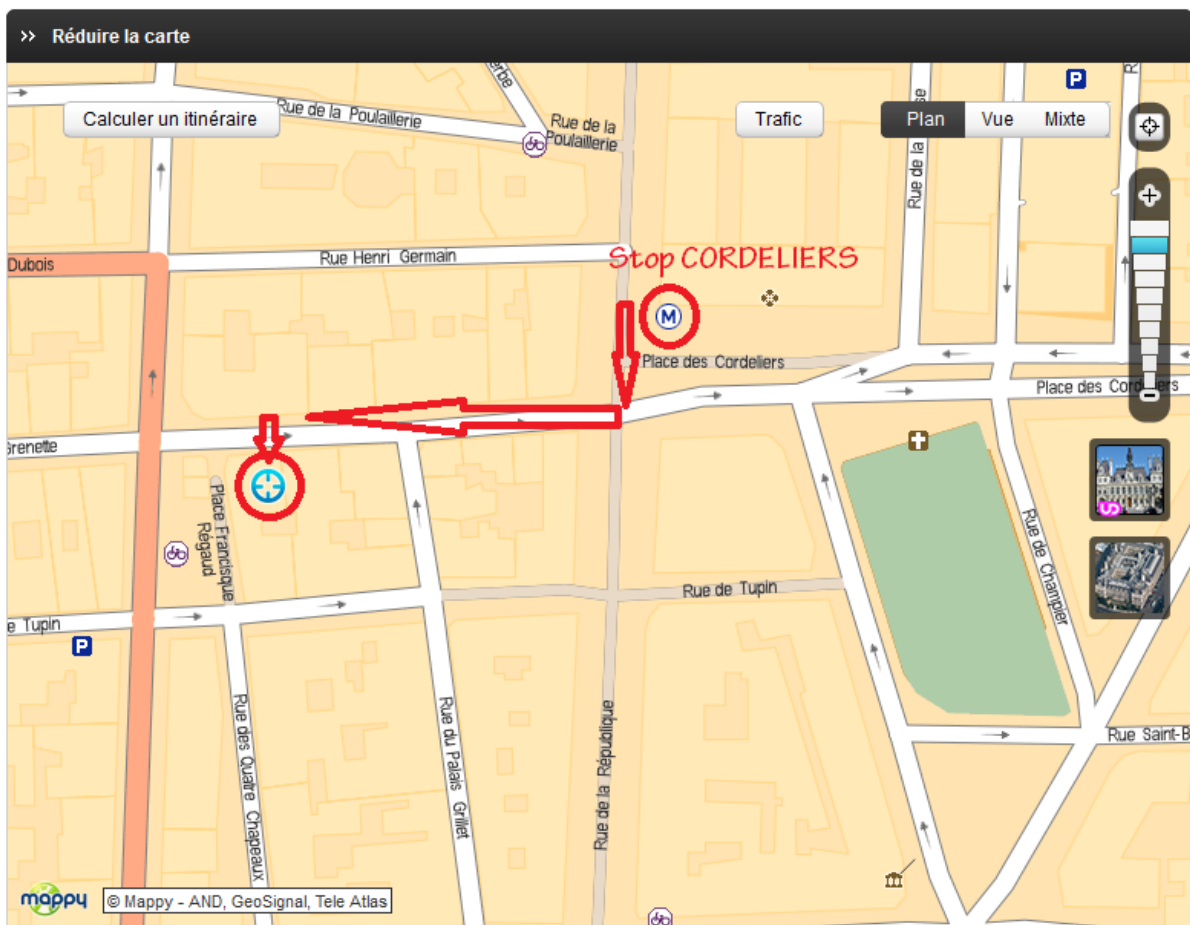 >> Réduire la carte
Calculer un itinéraire
Trafic
Plan
Vue
Mixte
P
Rue de la Poulaillerie
Rue de la
Poulaillerie
Dubois
Rue Henri Germain
Stop CORDELIERS
M
Place des Cordeliers
Place des Cordeliers
Grenette
Place Francisque
Régaud
Rue de Tupin
e Tupin
P
Rue de Champier
Rue des Quatre Chapeaux
Rue du Palais Grillet
Rue de la République
Rue Saint-B
mappy
© Mappy - AND, GeoSignal, Tele Atlas